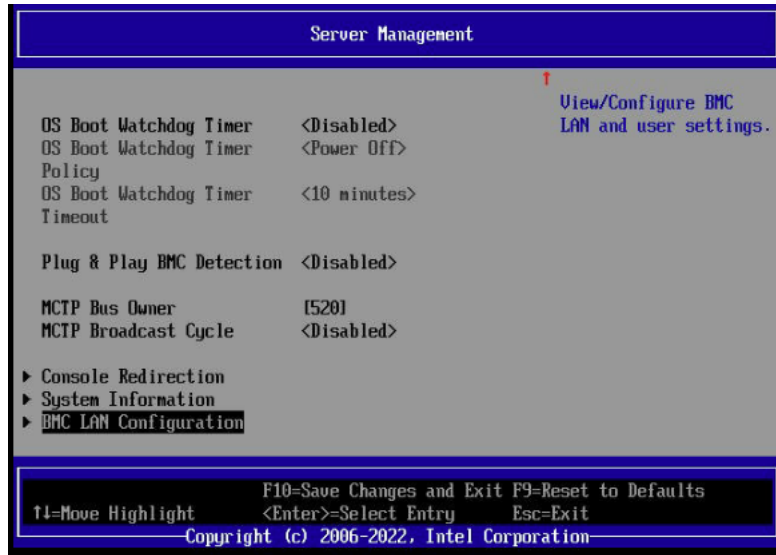 Server Management
↑
View/Configure BMC
OS Boot Watchdog Timer <Disabled> LAN and user settings.
OS Boot Watchdog Timer <Power Off>
Policy
OS Boot Watchdog Timer <10 minutes>
Timeout
Plug & Play BMC Detection <Disabled>
MCTP Bus Owner [520]
MCTP Broadcast Cycle <Disabled>
▶ Console Redirection
▶ System Information
▶ BMC LAN Configuration
F10=Save Changes and Exit F9=Reset to Defaults
↑↓=Move Highlight <Enter>=Select Entry Esc=Exit
Copyright (c) 2006-2022, Intel Corporation